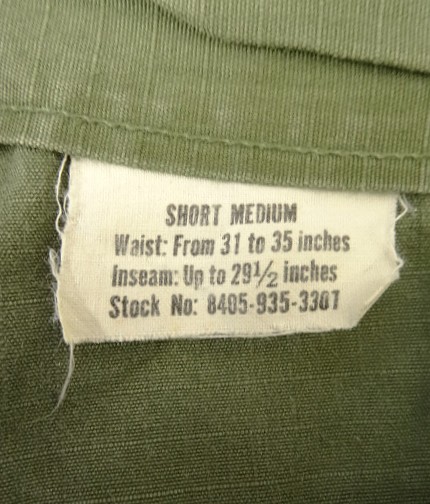 SHORT MEDIUM
Waist: From 31 to 35 inches
Inseam: Up to 29½ inches
Stock No: 8405-935-3307